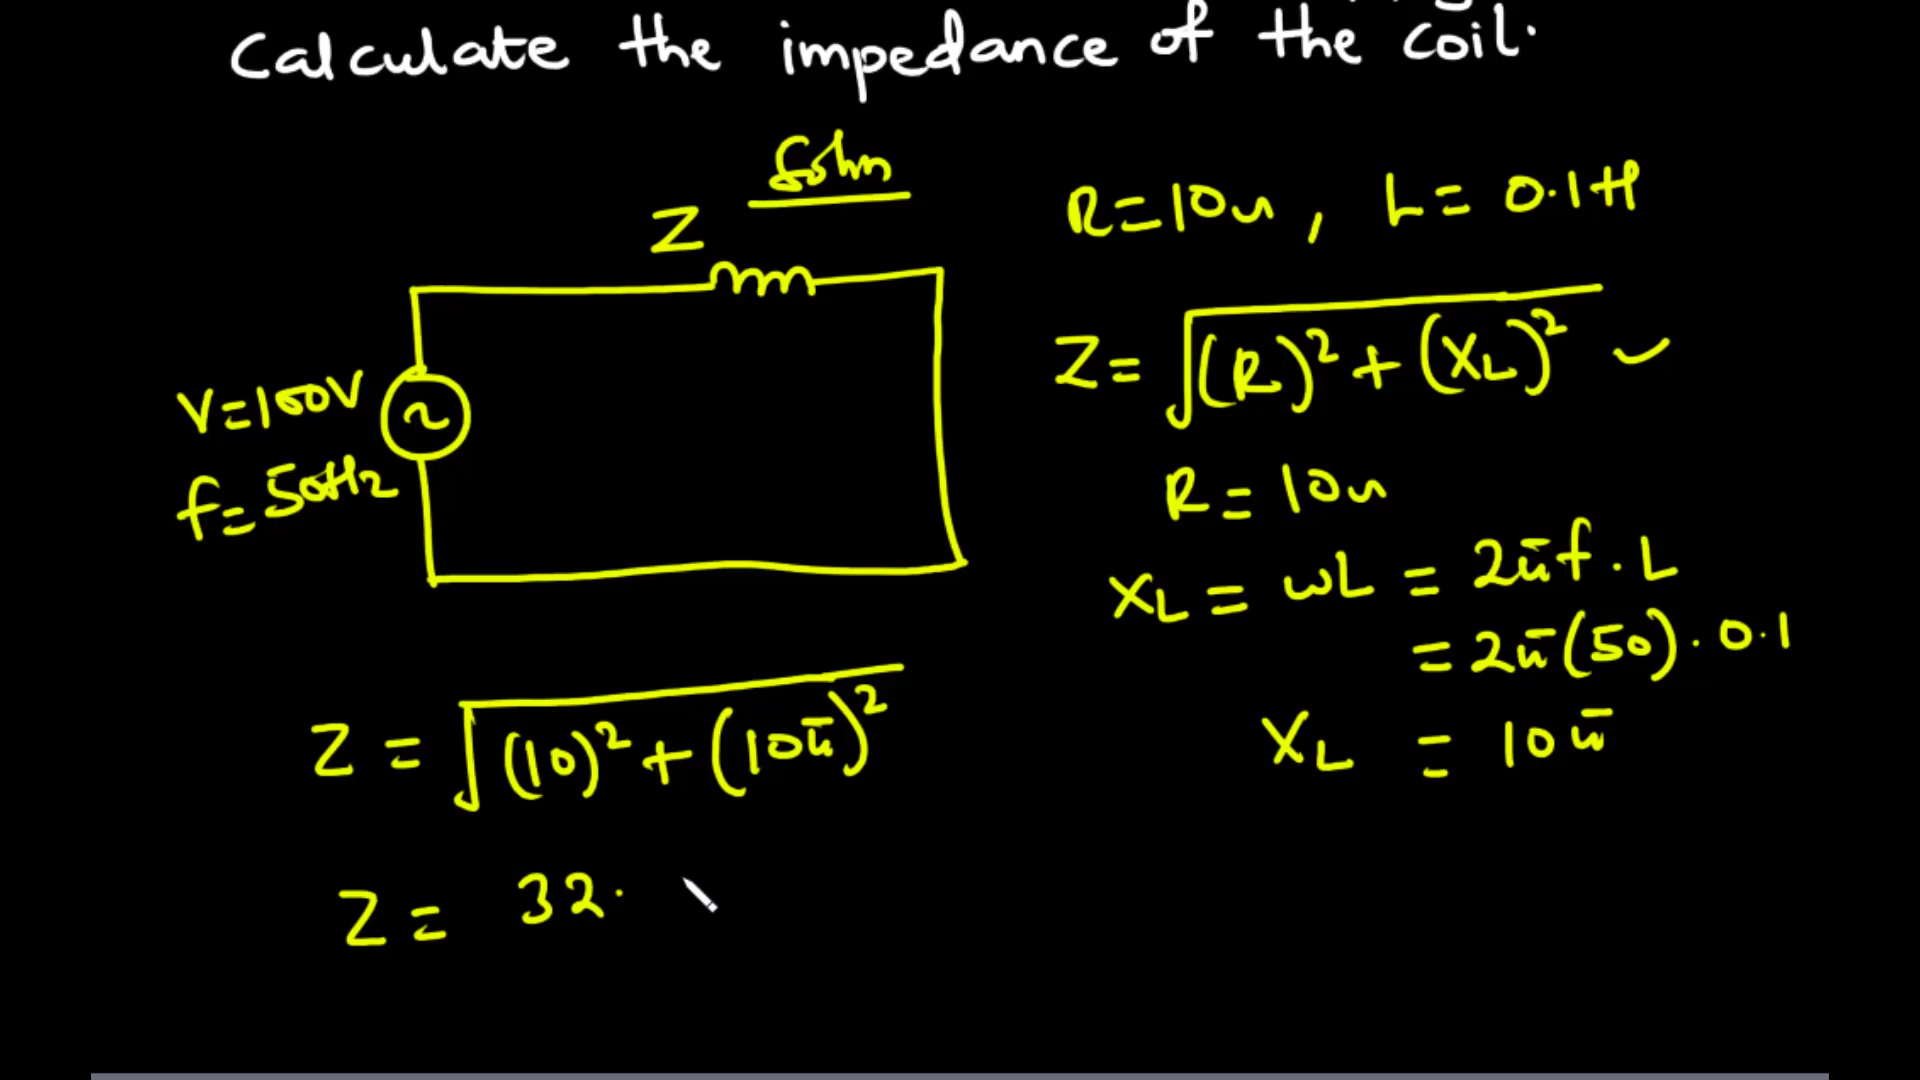 Calculate the impedance of the coil.
Soln
Z
R=10Ω, L= 0.1H
V=100V
f=50Hz
Z= √(R)²+(XL)²
R = 10Ω
XL = ωL = 2πf.L
= 2π(50).0.1
XL = 10π
Z = √(10)²+(10π)²
Z = 32.